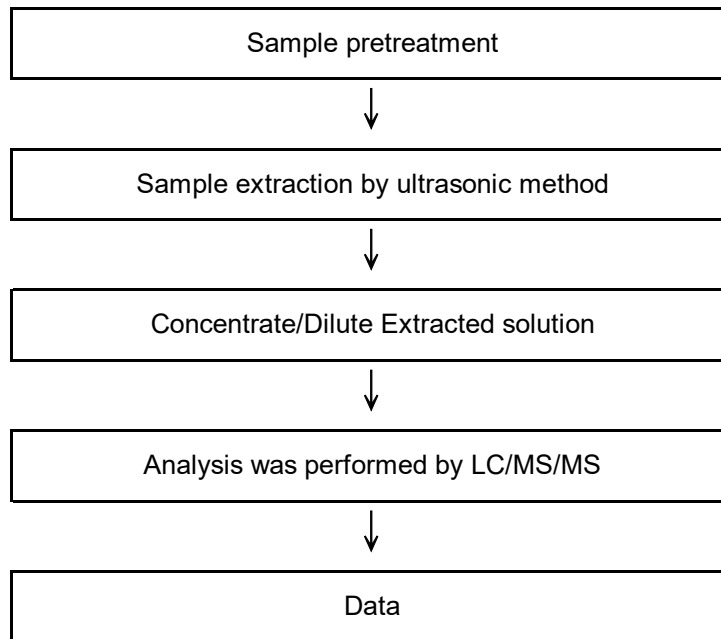 Sample pretreatment
Sample extraction by ultrasonic method
Concentrate/Dilute Extracted solution
Analysis was performed by LC/MS/MS
Data